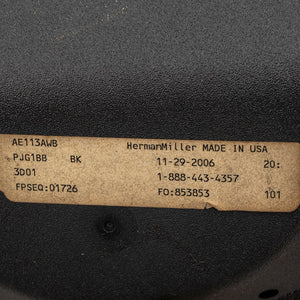 AE113AWB HermanMiller MADE IN USA
PJG1BB BK 11-29-2006 20:
3D01 1-888-443-4357
FPSEQ:01726 FO:853853 101